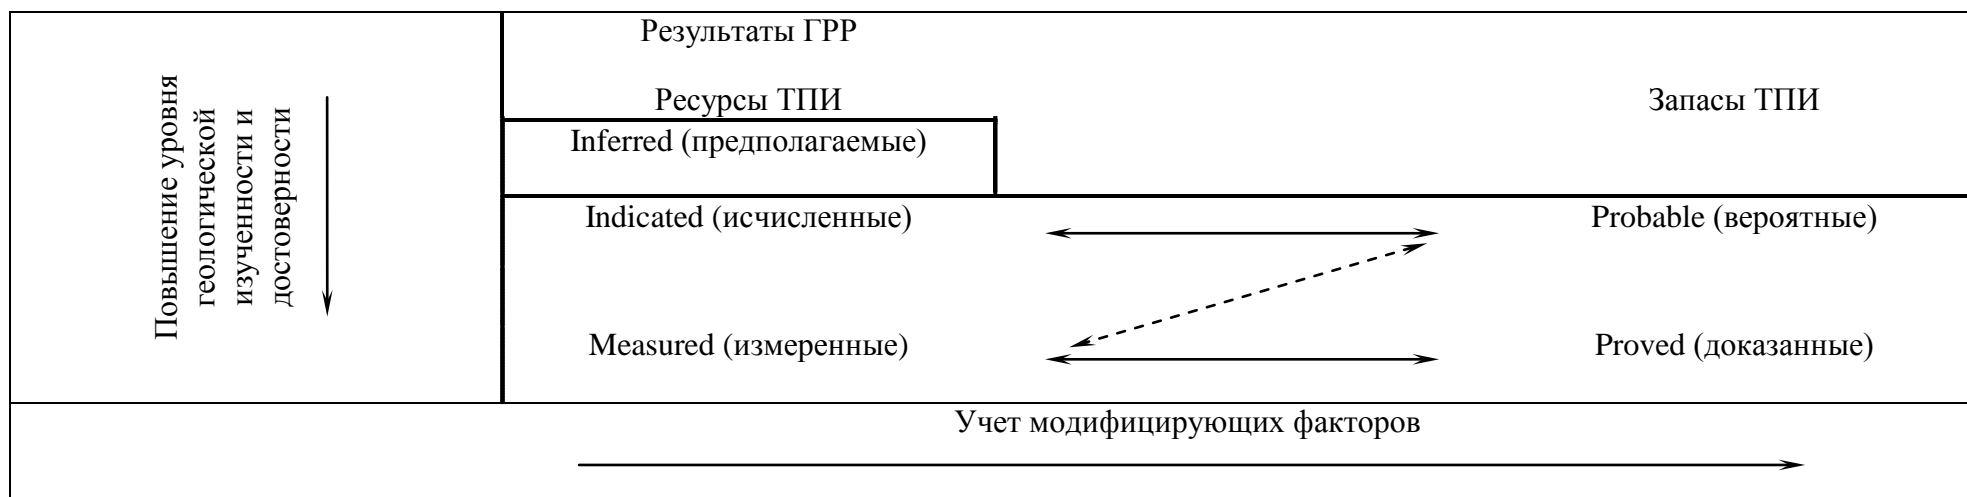 Повышение уровня
геологической
изученности и
достоверности
Результаты ГРР
Ресурсы ТПИ
Запасы ТПИ
Inferred (предполагаемые)
Indicated (исчисленные)
Probable (вероятные)
Measured (измеренные)
Proved (доказанные)
Учет модифицирующих факторов